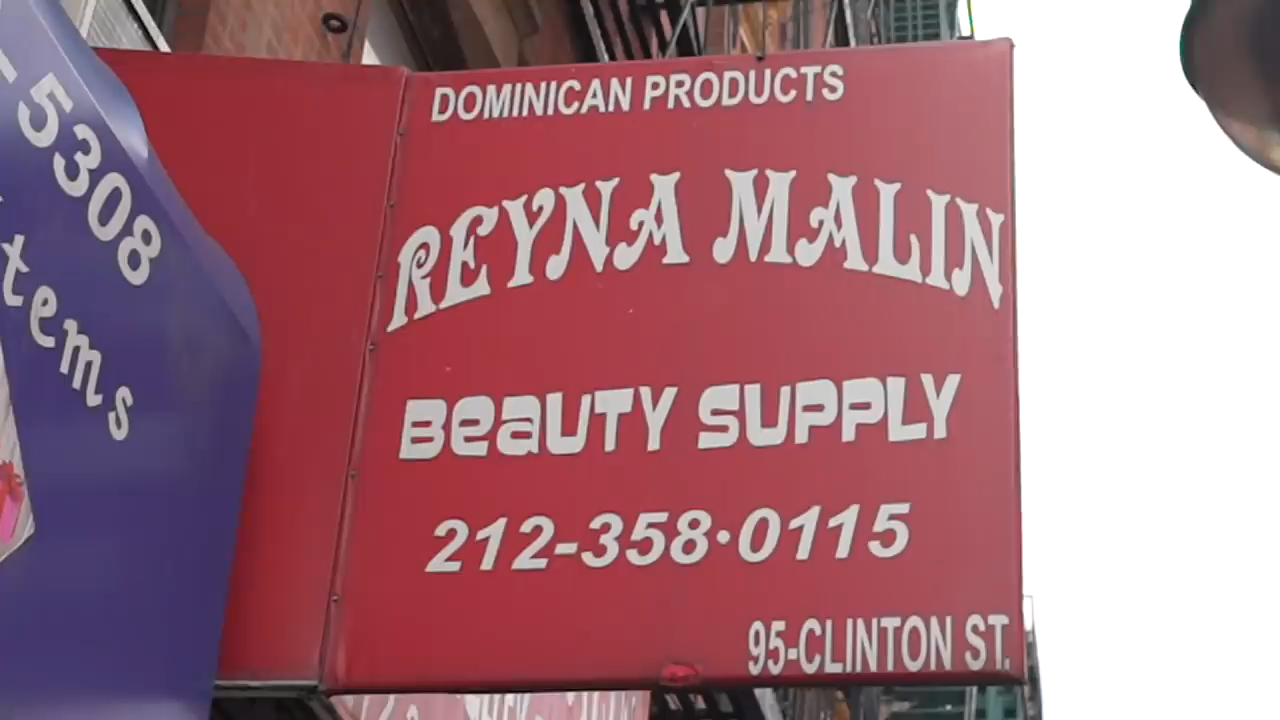 DOMINICAN PRODUCTS
REYNA MALIN
BeaUTY SUPPLY
212-358·0115
95-CLINTON ST.
-5308
tems